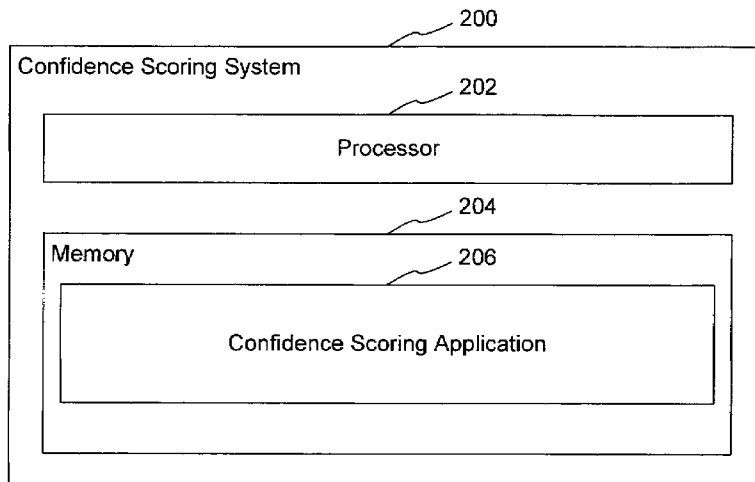 200
Confidence Scoring System
202
Processor
204
Memory
206
Confidence Scoring Application